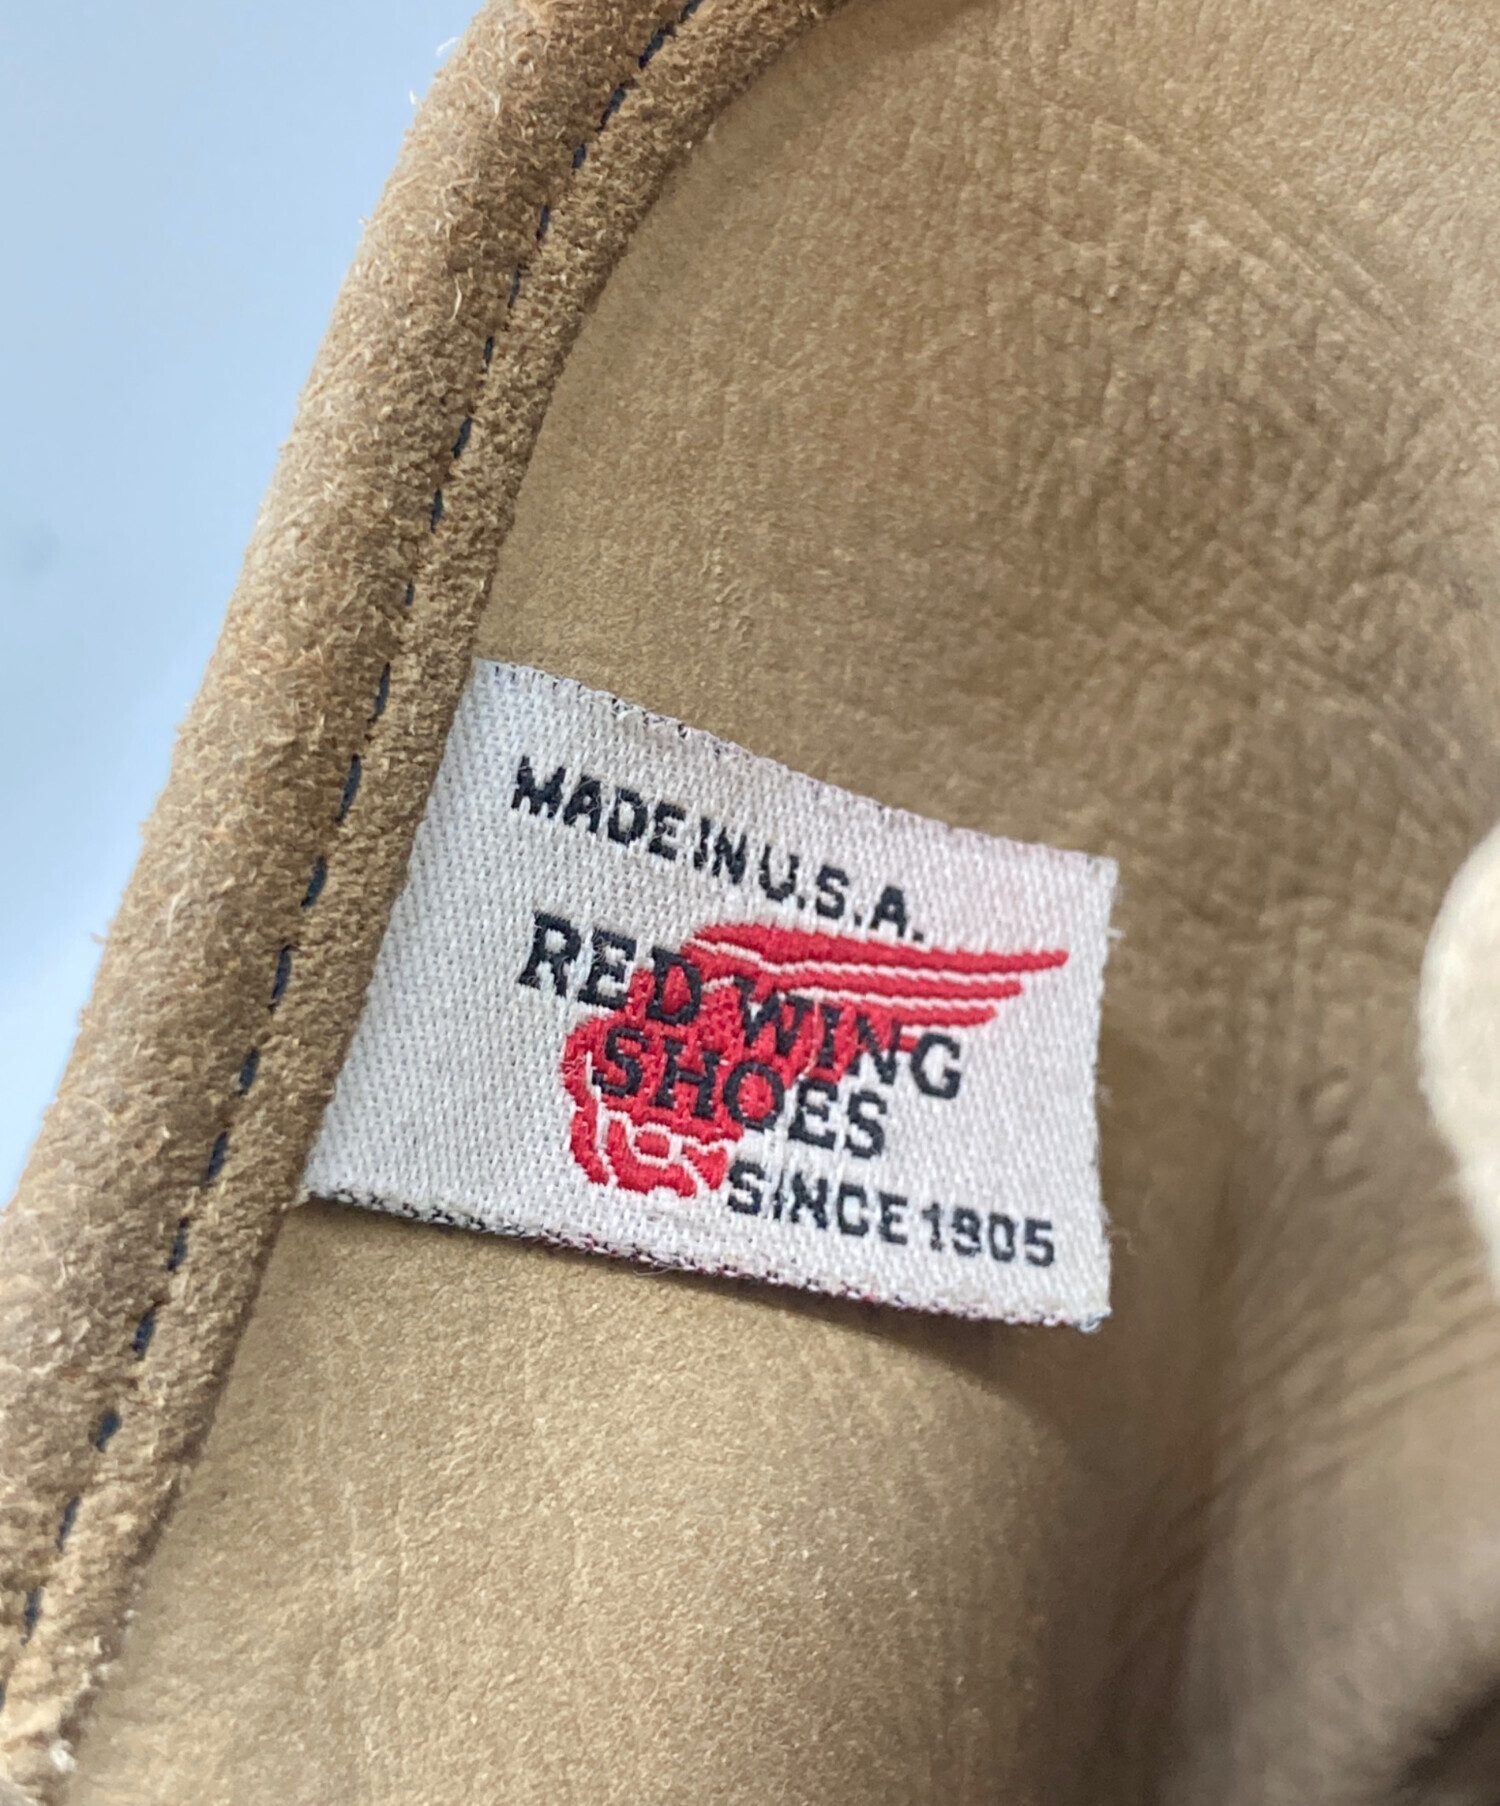 MADE IN U.S.A.
RED WING
SHOES
SINCE 1905